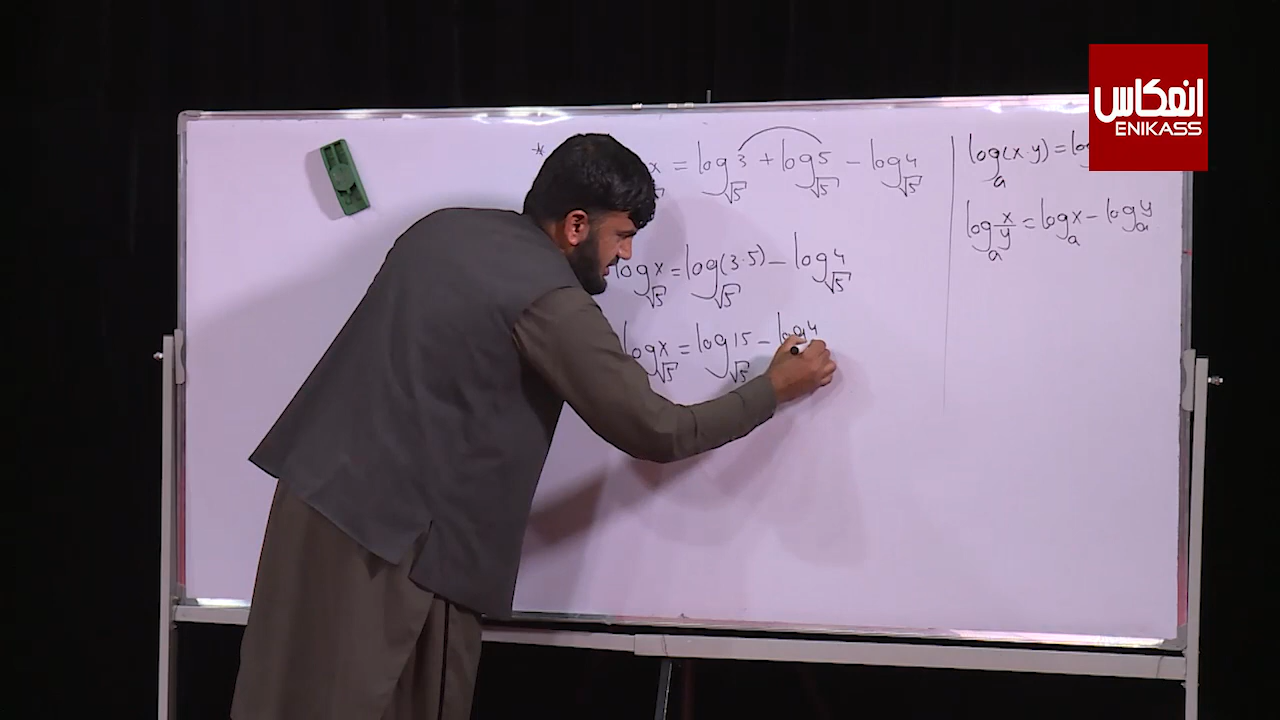 انعکاس
ENIKASS
* x = log_√5 3 + log_√5 5 − log_√5 4
log_√5 x = log_√5 (3·5) − log_√5 4
log_√5 x = log_√5 15 − log 4
log_a (x·y) = log
log_a x/y = log_a x − log_a y